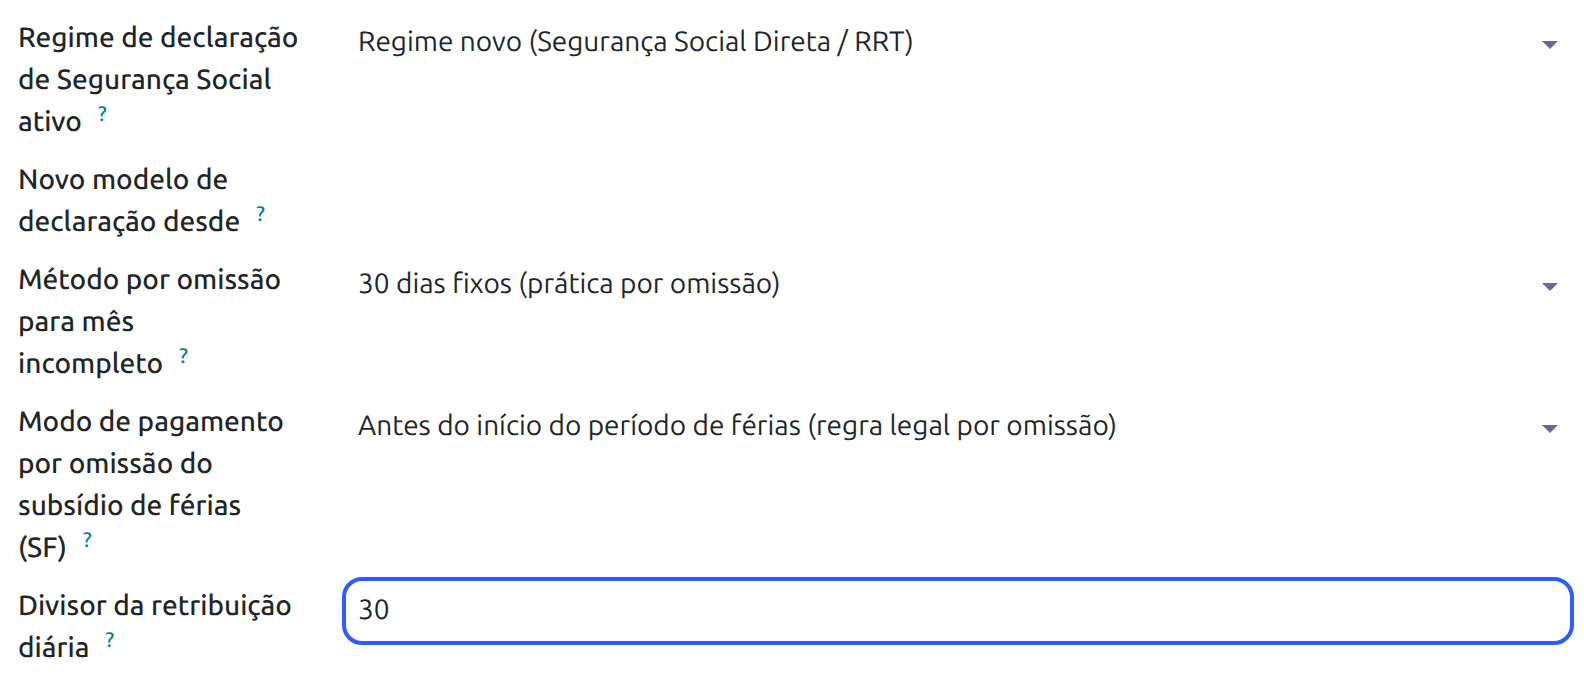 Regime de declaração
de Segurança Social
ativo ?
Regime novo (Segurança Social Direta / RRT)
Novo modelo de
declaração desde ?
Método por omissão
para mês
incompleto ?
30 dias fixos (prática por omissão)
Modo de pagamento
por omissão do
subsídio de férias
(SF) ?
Antes do início do período de férias (regra legal por omissão)
Divisor da retribuição
diária ?
30